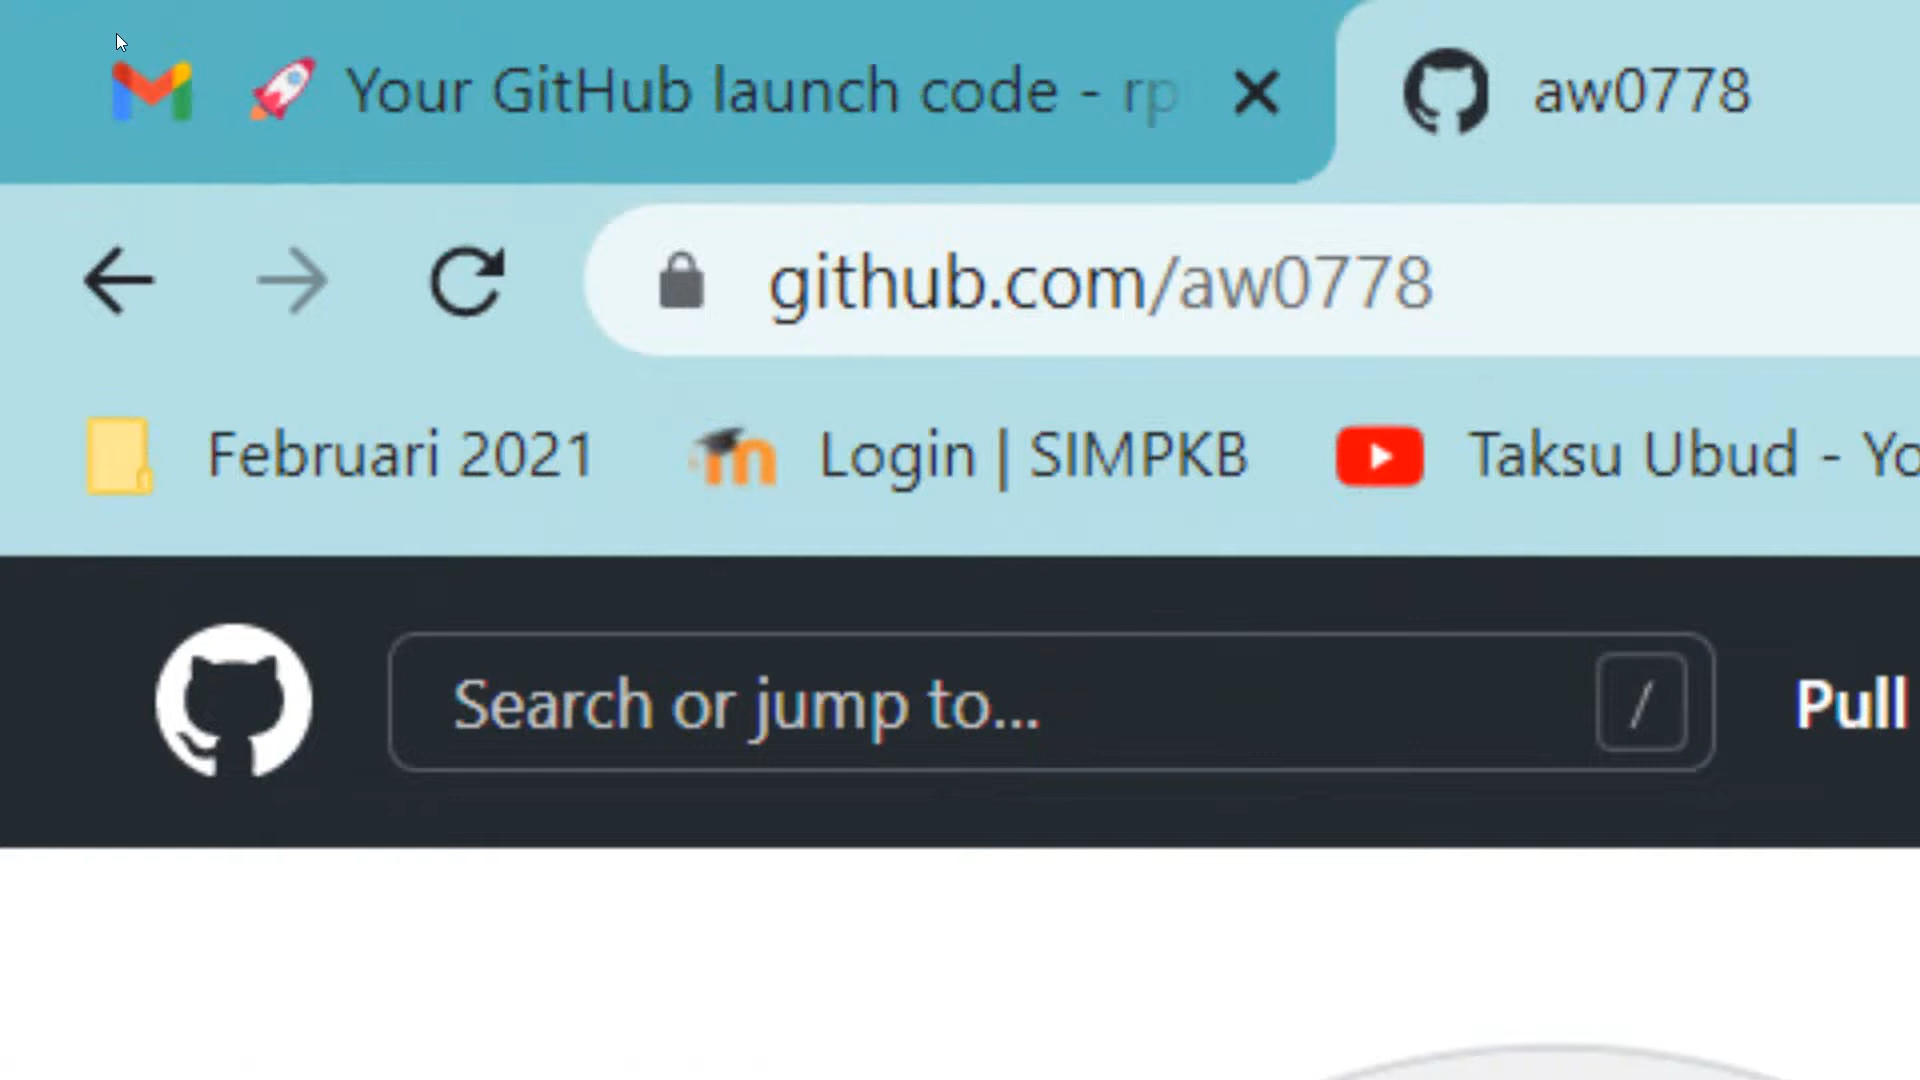 Your GitHub launch code - rp
aw0778
github.com/aw0778
Februari 2021
Login | SIMPKB
Taksu Ubud - Yo
Search or jump to...
/
Pull